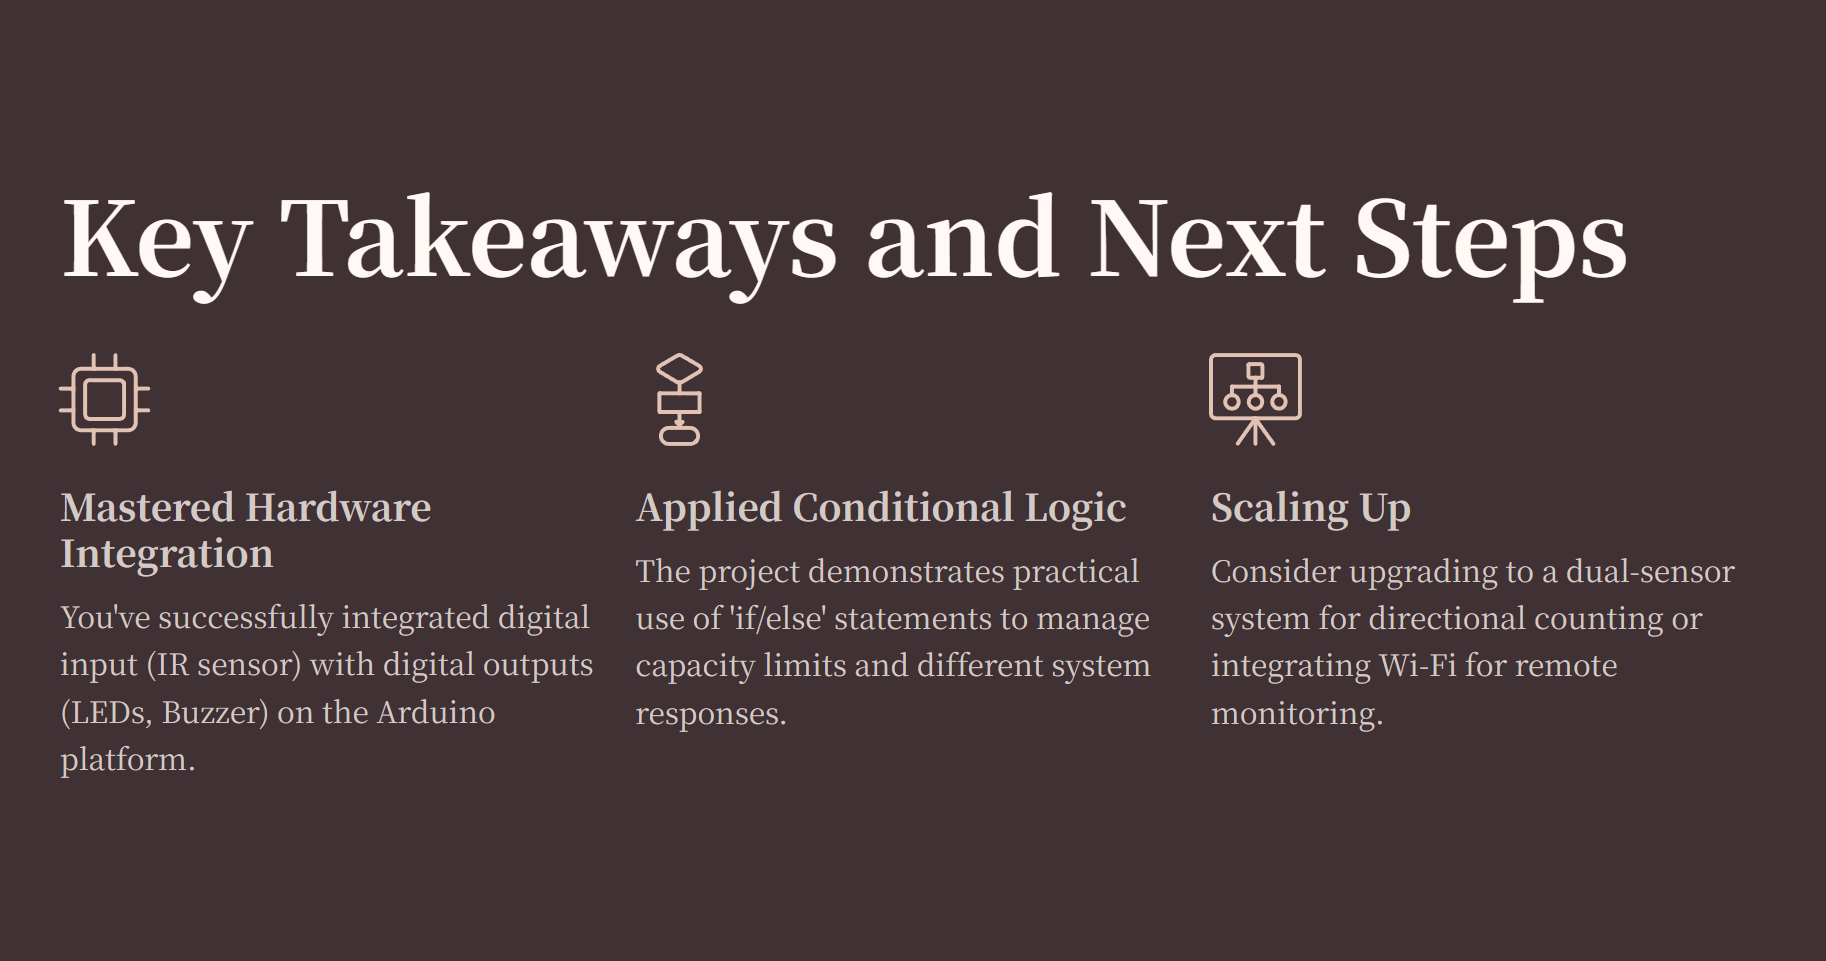 Key Takeaways and Next Steps
Mastered Hardware
Integration
You've successfully integrated digital
input (IR sensor) with digital outputs
(LEDs, Buzzer) on the Arduino
platform.
Applied Conditional Logic
The project demonstrates practical
use of 'if/else' statements to manage
capacity limits and different system
responses.
Scaling Up
Consider upgrading to a dual-sensor
system for directional counting or
integrating Wi-Fi for remote
monitoring.